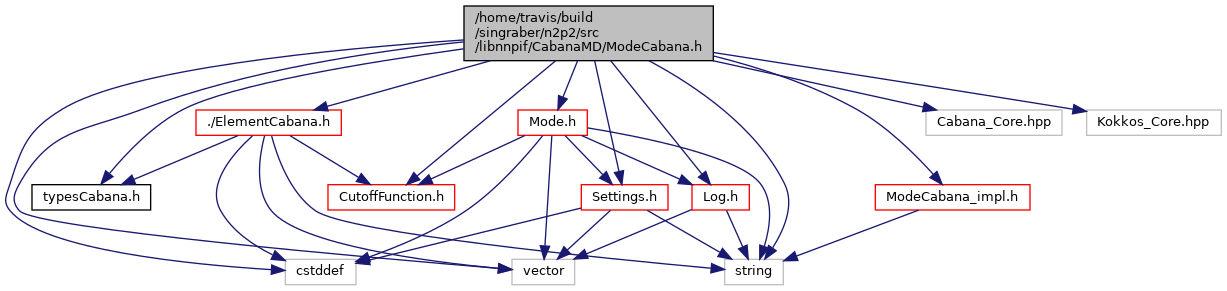 /home/travis/build
/singraber/n2p2/src
/libnnpif/CabanaMD/ModeCabana.h
./ElementCabana.h
Mode.h
Cabana_Core.hpp
Kokkos_Core.hpp
typesCabana.h
CutoffFunction.h
Settings.h
Log.h
ModeCabana_impl.h
cstddef
vector
string